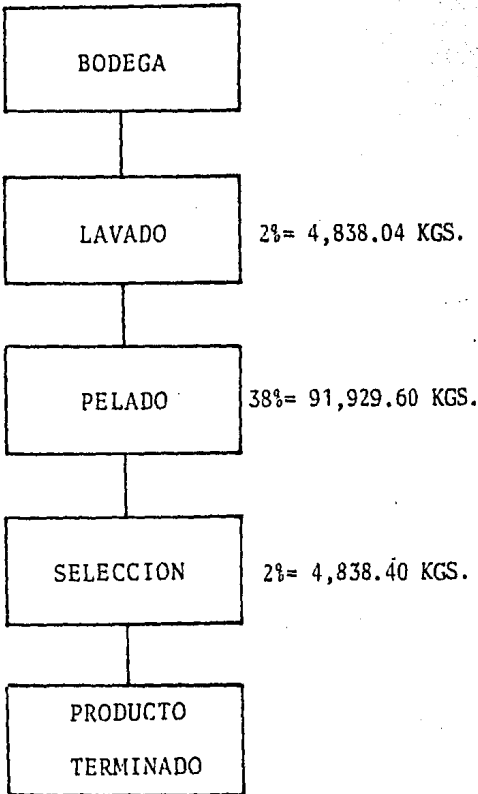 BODEGA
LAVADO 2%= 4,838.04 KGS.
PELADO 38%= 91,929.60 KGS.
SELECCION 2%= 4,838.40 KGS.
PRODUCTO
TERMINADO